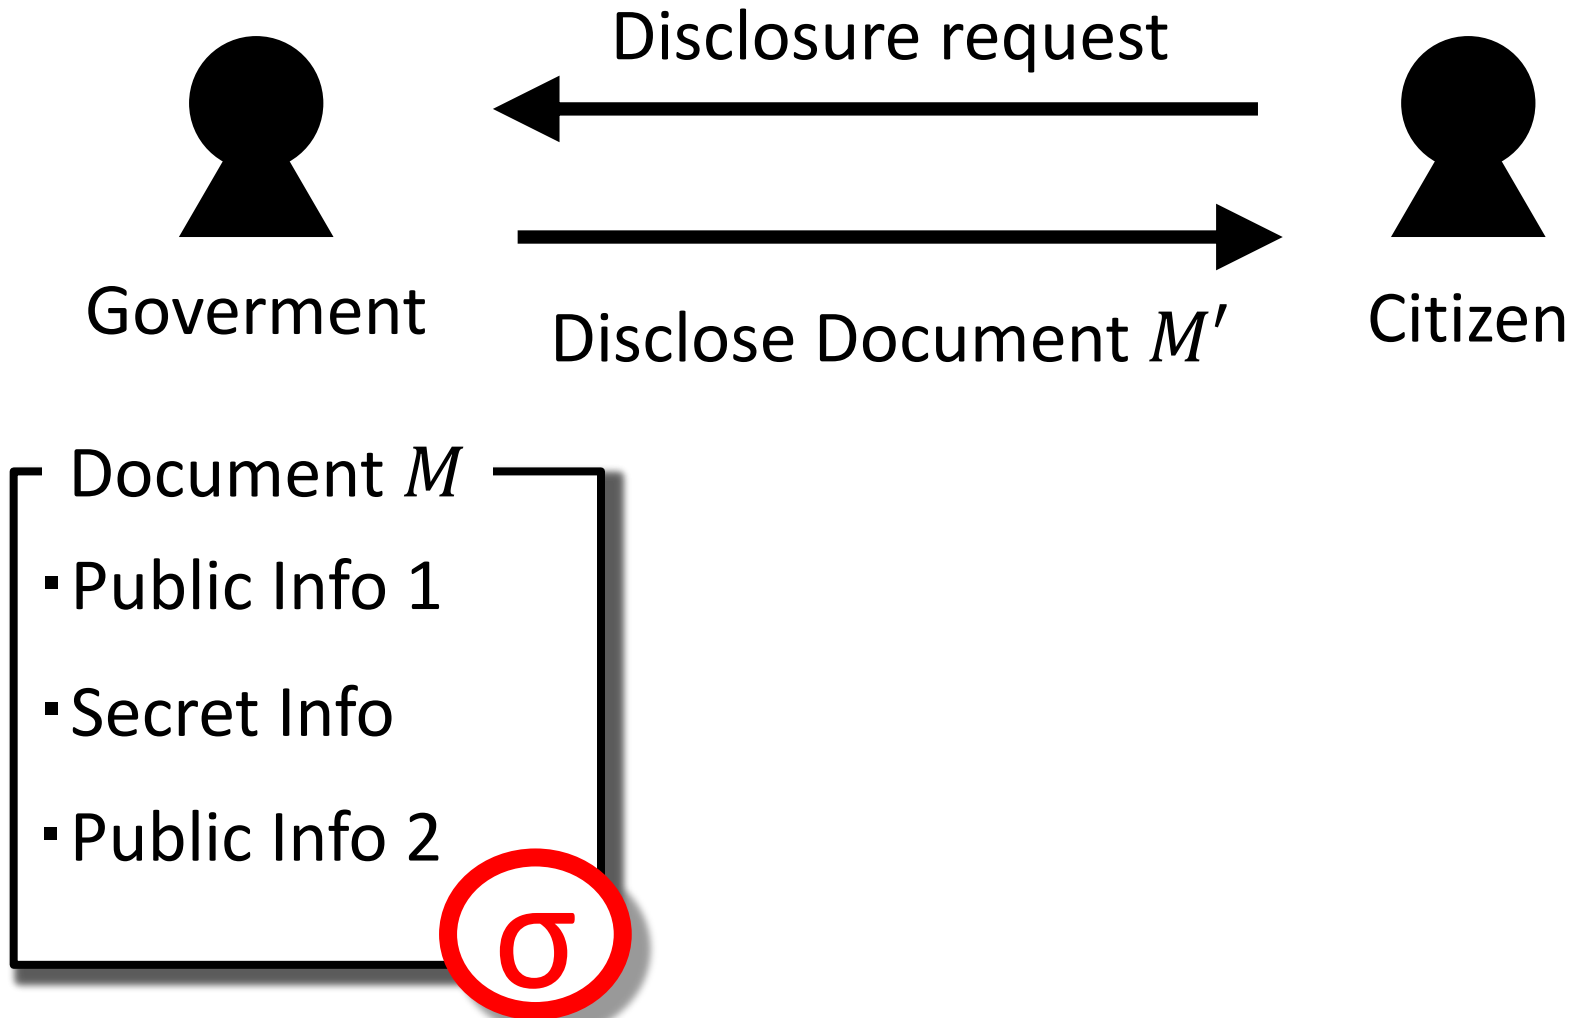 Disclosure request
Goverment
Disclose Document M′
Citizen
Document M
▪Public Info 1
▪Secret Info
▪Public Info 2
σ